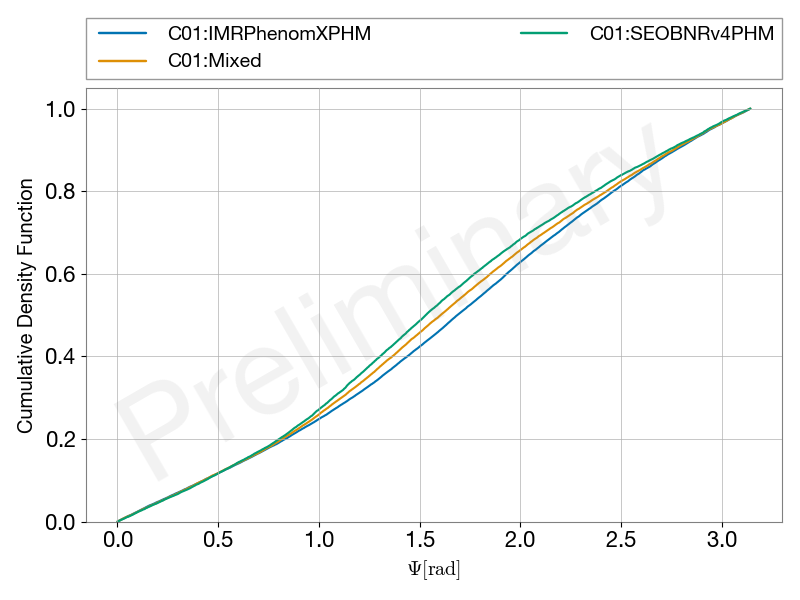 C01:IMRPhenomXPHM
C01:Mixed
C01:SEOBNRv4PHM
Preliminary
Cumulative Density Function
1.0
0.8
0.6
0.4
0.2
0.0
0.0 0.5 1.0 1.5 2.0 2.5 3.0
Ψ[rad]